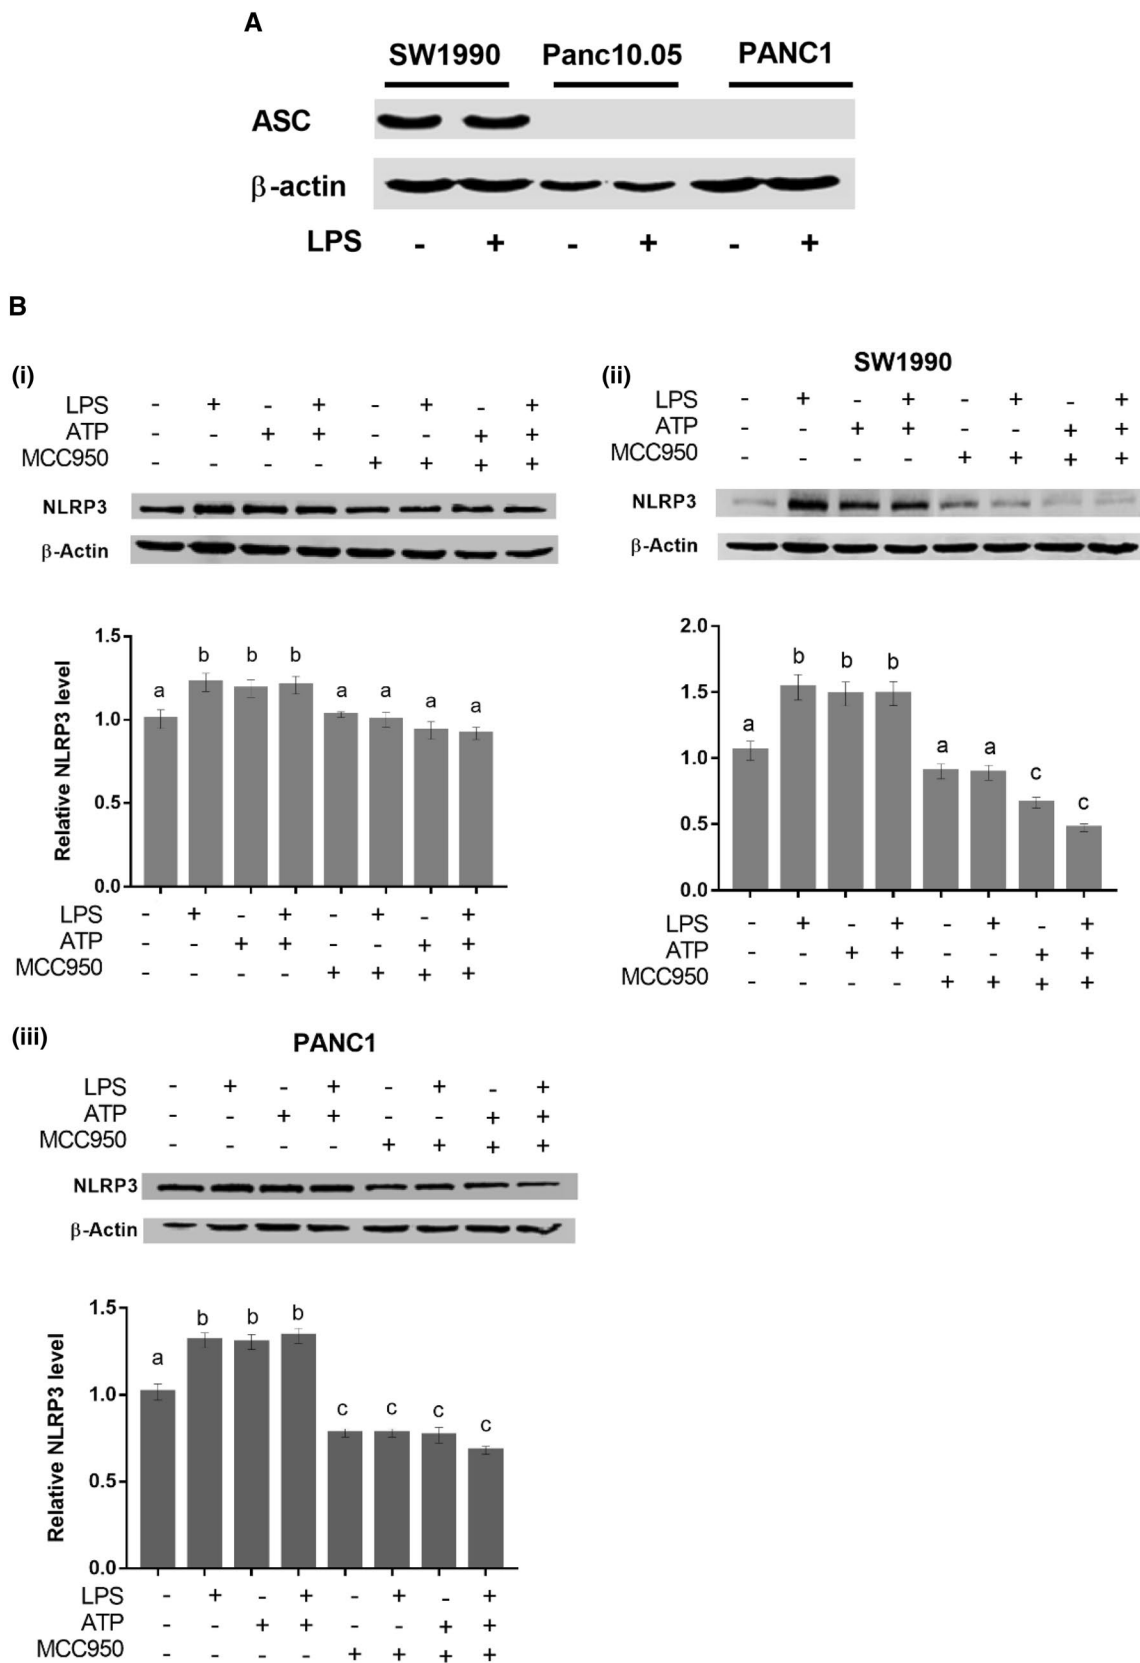 A
SW1990 Panc10.05 PANC1
ASC
β-actin
LPS - + - + - +
B
(i)
LPS - + - + - + - +
ATP - - + + - - + +
MCC950 - - - - + + + +
NLRP3
β-Actin
1.5
1.0
0.5
0.0
Relative NLRP3 level
a b b b a a a a
LPS - + - + - + - +
ATP - - + + - - + +
MCC950 - - - - + + + +
(ii)
SW1990
LPS - + - + - + - +
ATP - - + + - - + +
MCC950 - - - - + + + +
NLRP3
β-Actin
2.0
1.5
1.0
0.5
0.0
a b b b a a c c
LPS - + - + - + - +
ATP - - + + - - + +
MCC950 - - - - + + + +
(iii)
PANC1
LPS - + - + - + - +
ATP - - + + - - + +
MCC950 - - - - + + + +
NLRP3
β-Actin
1.5
1.0
0.5
0.0
Relative NLRP3 level
a b b b c c c c
LPS - + - + - + - +
ATP - - + + - - + +
MCC950 - - - - + + + +